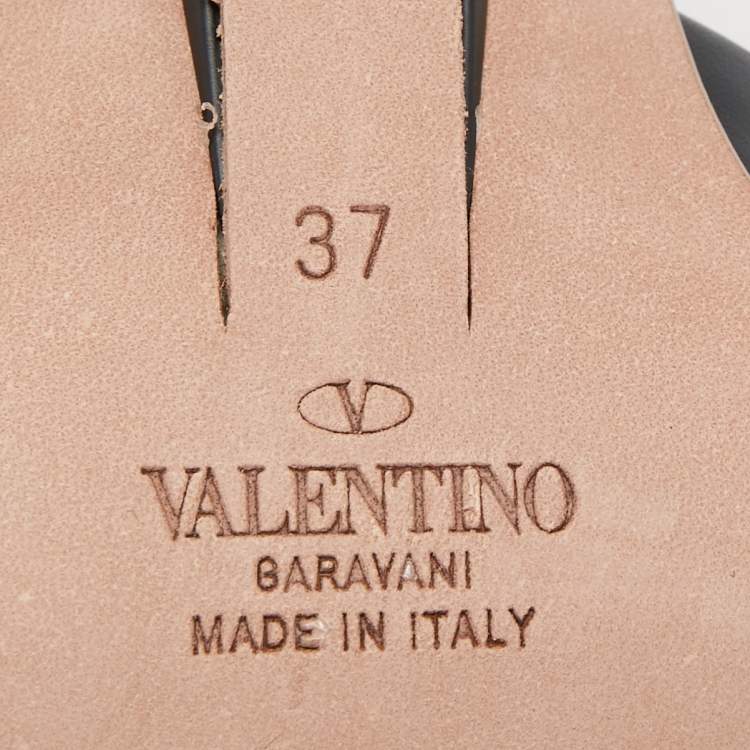 37
V
VALENTINO
GARAVANI
MADE IN ITALY